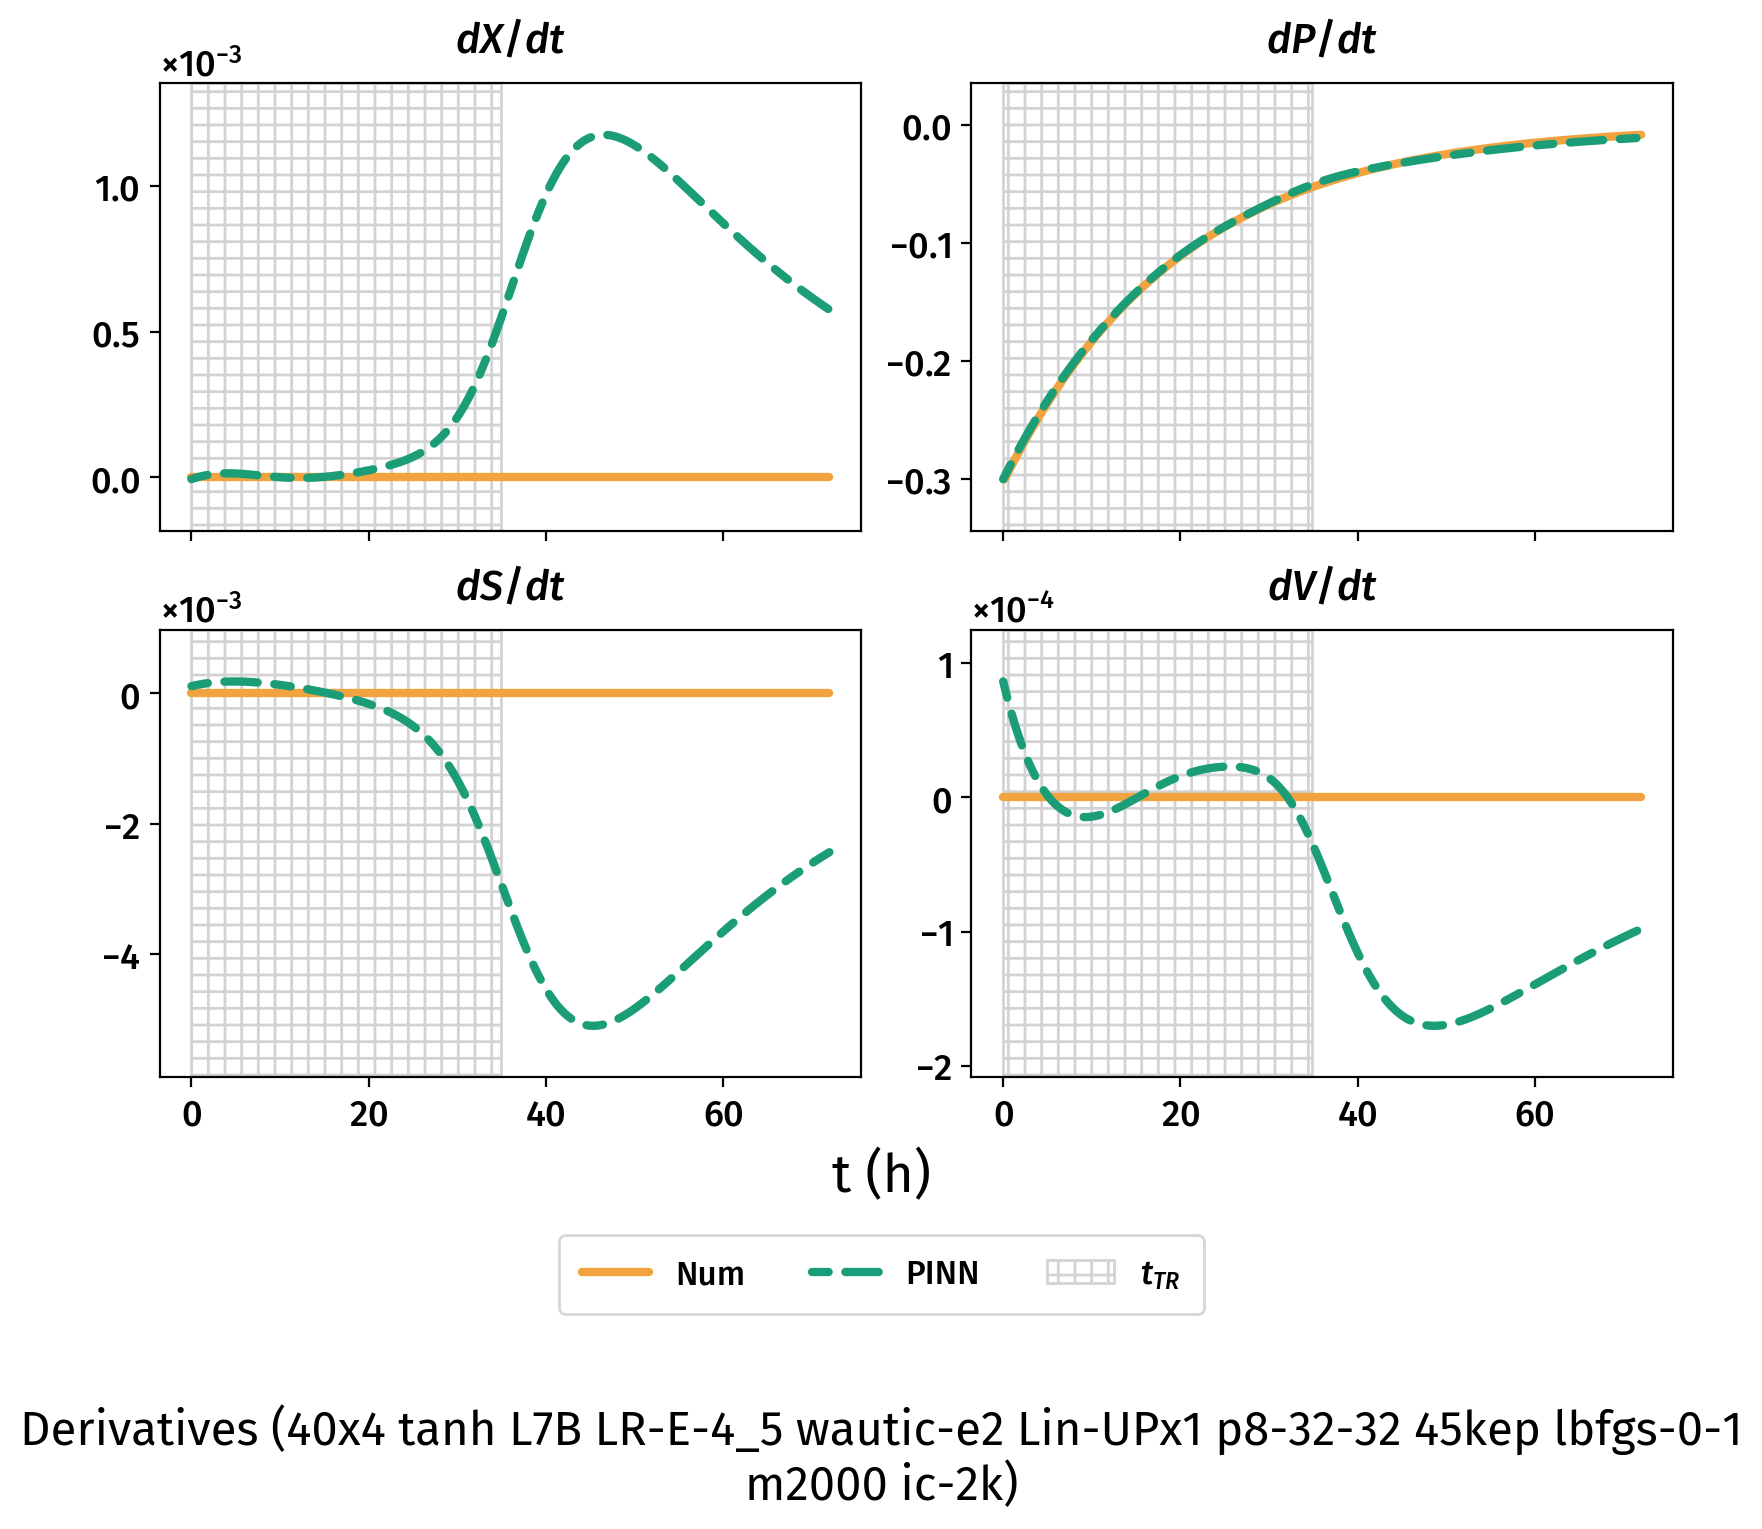 dX/dt
×10⁻³
1.0
0.5
0.0
dP/dt
0.0
−0.1
−0.2
−0.3
dS/dt
×10⁻³
0
−2
−4
0 20 40 60
dV/dt
×10⁻⁴
1
0
−1
−2
0 20 40 60
t (h)
Num PINN t_TR
Derivatives (40x4 tanh L7B LR-E-4_5 wautic-e2 Lin-UPx1 p8-32-32 45kep lbfgs-0-1
m2000 ic-2k)